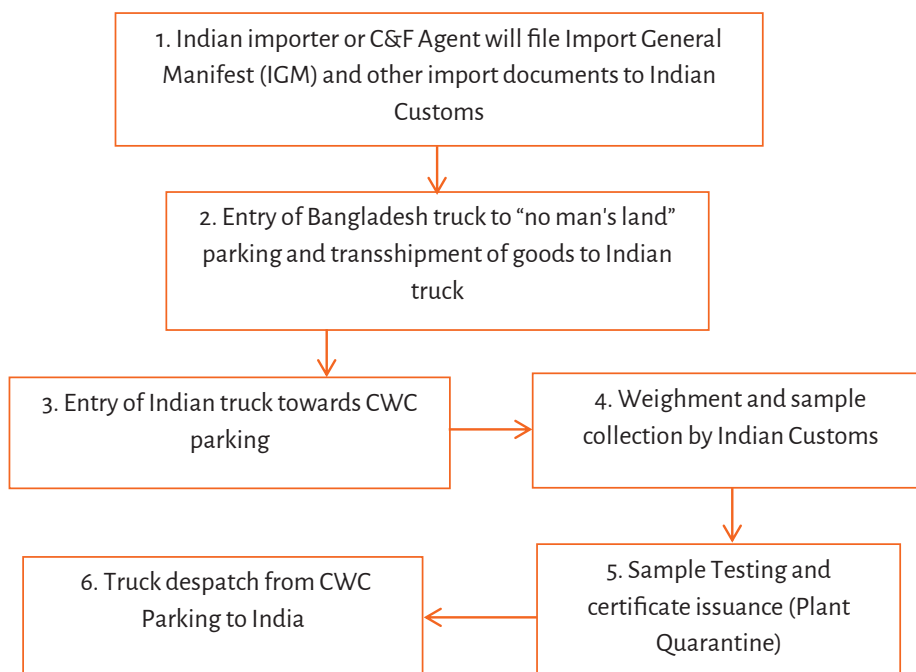 1. Indian importer or C&F Agent will file Import General
Manifest (IGM) and other import documents to Indian
Customs
2. Entry of Bangladesh truck to “no man's land”
parking and transshipment of goods to Indian
truck
3. Entry of Indian truck towards CWC
parking
4. Weighment and sample
collection by Indian Customs
5. Sample Testing and
certificate issuance (Plant
Quarantine)
6. Truck despatch from CWC
Parking to India